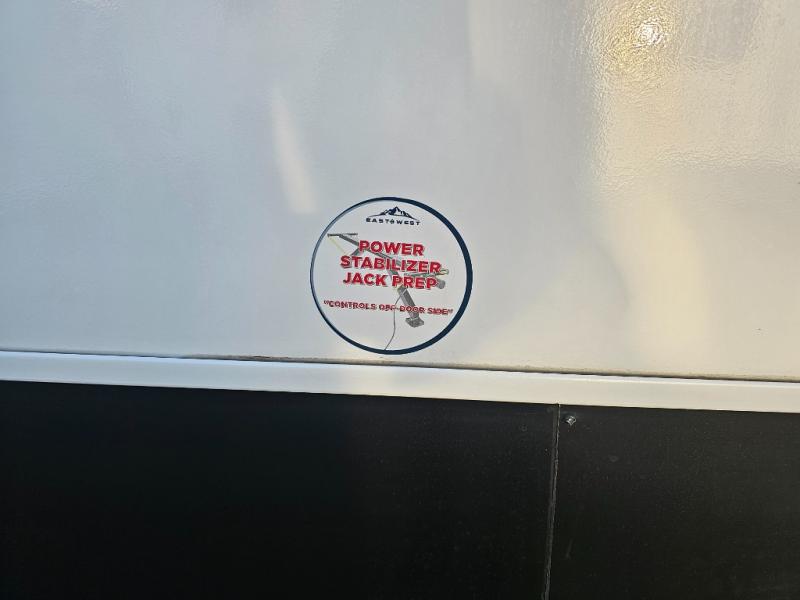 EAST TO WEST
POWER
STABILIZER
JACK PREP
"CONTROLS OFF-DOOR SIDE"